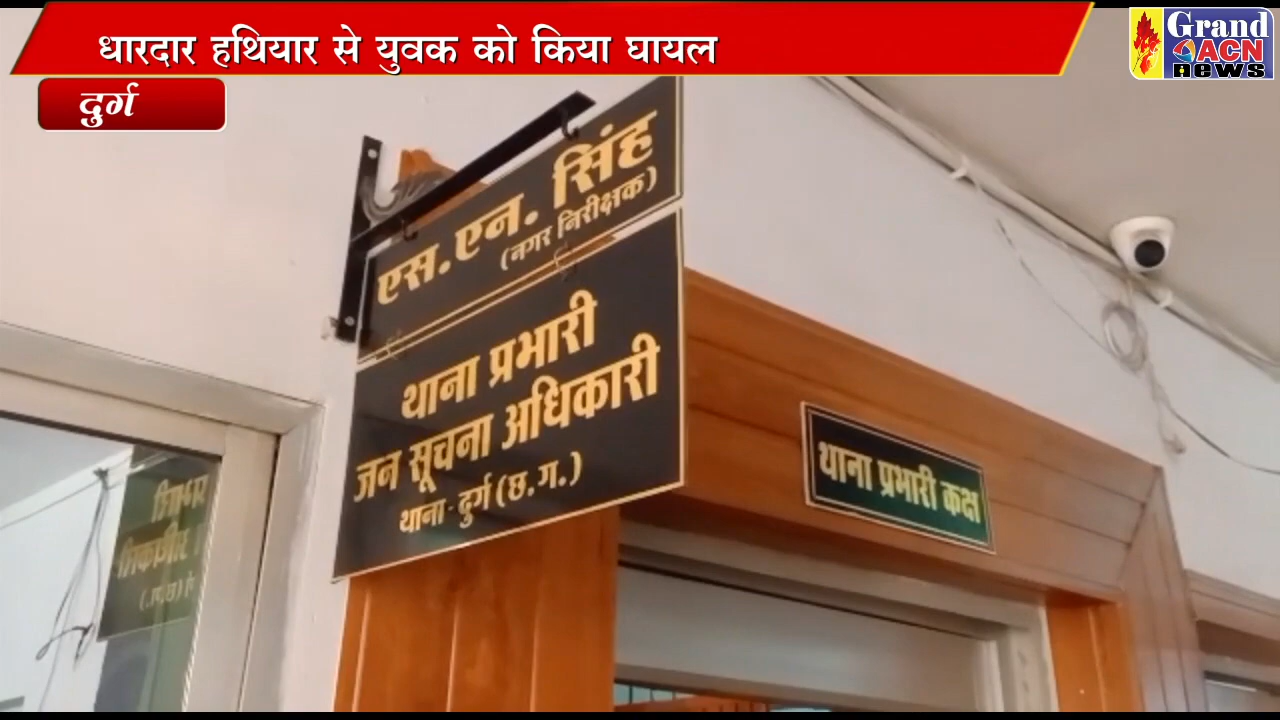 धारदार हथियार से युवक को किया घायल
Grand
ACN
news
दुर्ग
एस.एन. सिंह
(नगर निरीक्षक)
थाना प्रभारी
जन सूचना अधिकारी
थाना-दुर्ग (छ.ग.)
थाना प्रभारी कक्ष